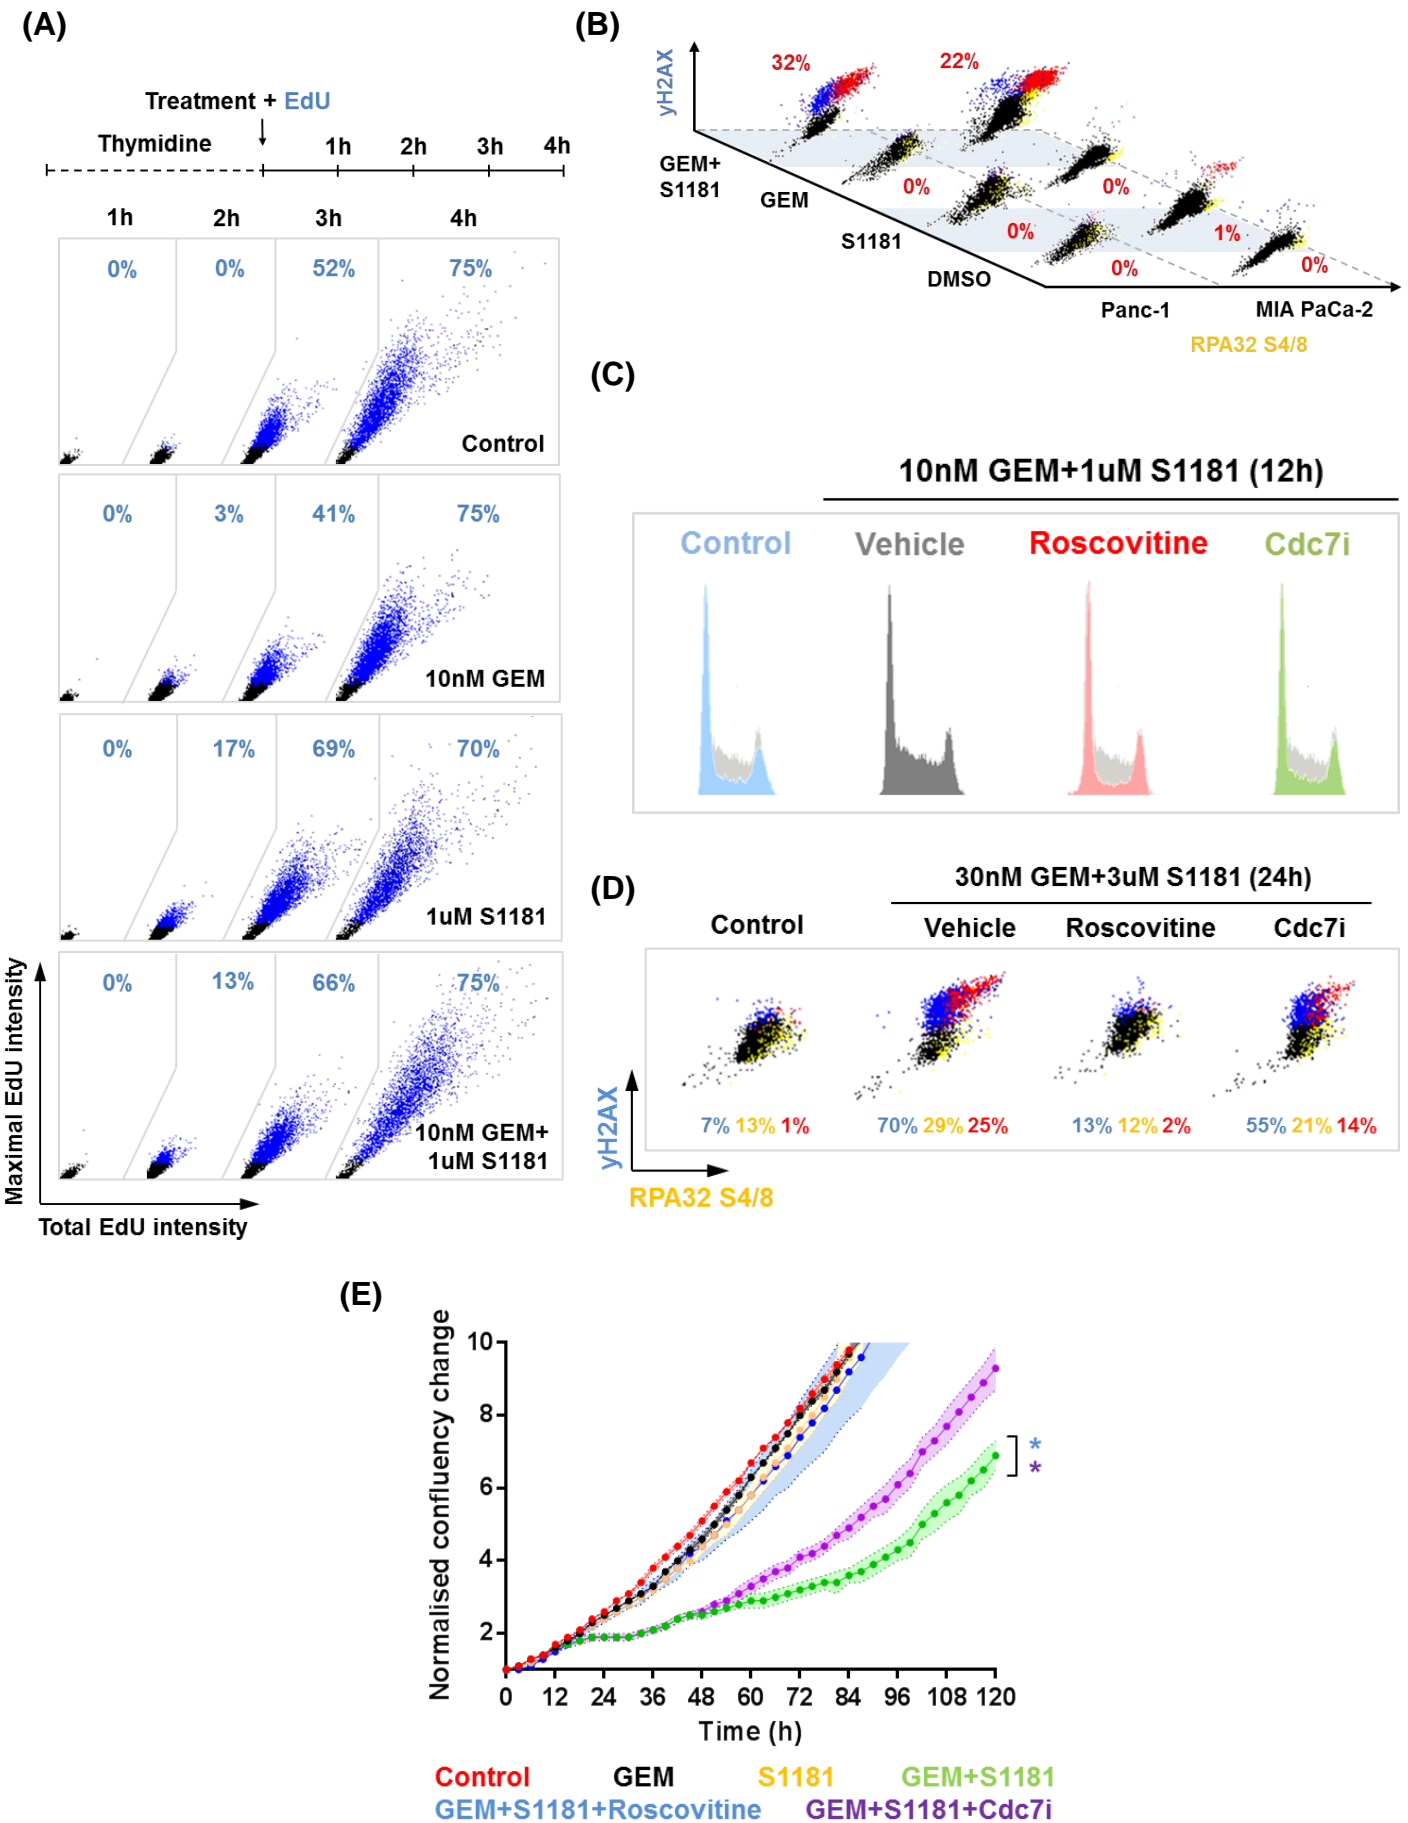 (A)
Treatment + EdU
Thymidine
1h 2h 3h 4h
1h 2h 3h 4h
0% 0% 52% 75%
Control
0% 3% 41% 75%
10nM GEM
0% 17% 69% 70%
1uM S1181
0% 13% 66% 75%
10nM GEM+
1uM S1181
Maximal EdU intensity
Total EdU intensity
(B)
yH2AX
32% 22%
GEM+
S1181
0% 0%
GEM
0% 1%
S1181
0% 0%
DMSO
Panc-1 MIA PaCa-2
RPA32 S4/8
(C)
10nM GEM+1uM S1181 (12h)
Control Vehicle Roscovitine Cdc7i
(D)
30nM GEM+3uM S1181 (24h)
Control Vehicle Roscovitine Cdc7i
7% 13% 1% 70% 29% 25% 13% 12% 2% 55% 21% 14%
yH2AX
RPA32 S4/8
(E)
Normalised confluency change
10
8
6
4
2
*
*
0 12 24 36 48 60 72 84 96 108 120
Time (h)
Control GEM S1181 GEM+S1181
GEM+S1181+Roscovitine GEM+S1181+Cdc7i